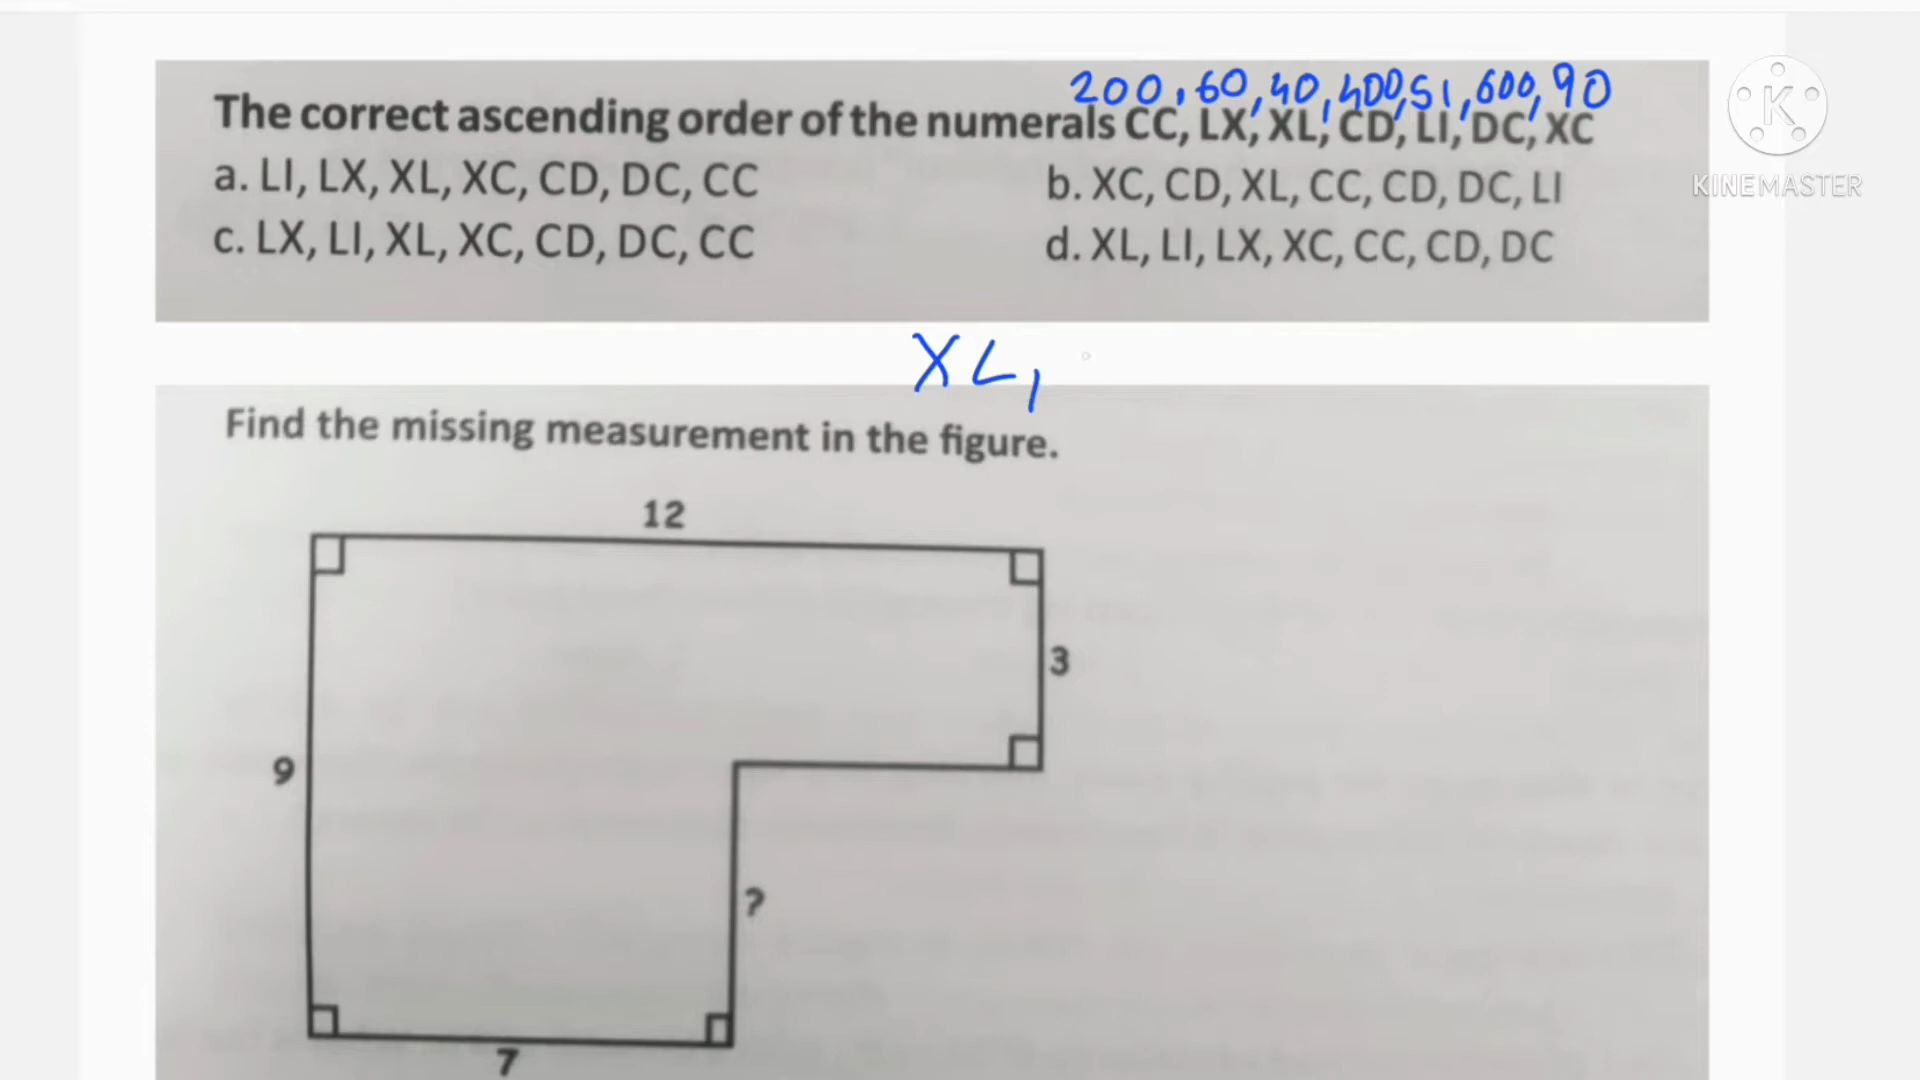 200, 60, 40, 400, 51, 600, 90
The correct ascending order of the numerals CC, LX, XL, CD, LI, DC, XC
a. LI, LX, XL, XC, CD, DC, CC
b. XC, CD, XL, CC, CD, DC, LI
c. LX, LI, XL, XC, CD, DC, CC
d. XL, LI, LX, XC, CC, CD, DC
K
KINEMASTER
XL,
Find the missing measurement in the figure.
12
3
9
?
7